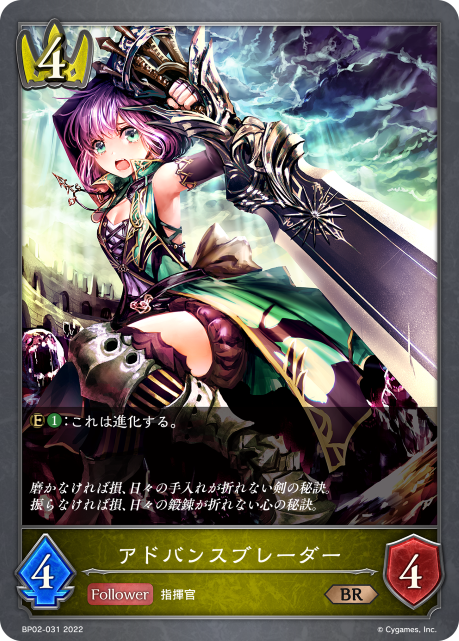 4
E 1：これは進化する。
磨かなければ損、日々の手入れが折れない剣の秘訣。
振らなければ損、日々の鍛錬が折れない心の秘訣。
アドバンスブレーダー
4
Follower 指揮官 BR
4
BP02-031 2022 © Cygames, Inc.